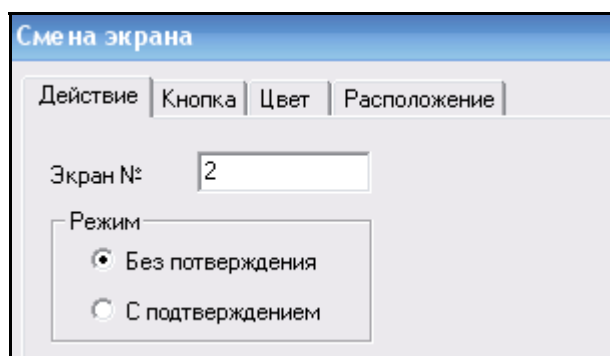 Смена экрана
Действие Кнопка Цвет Расположение
Экран № 2
Режим
Без потверждения
С подтверждением